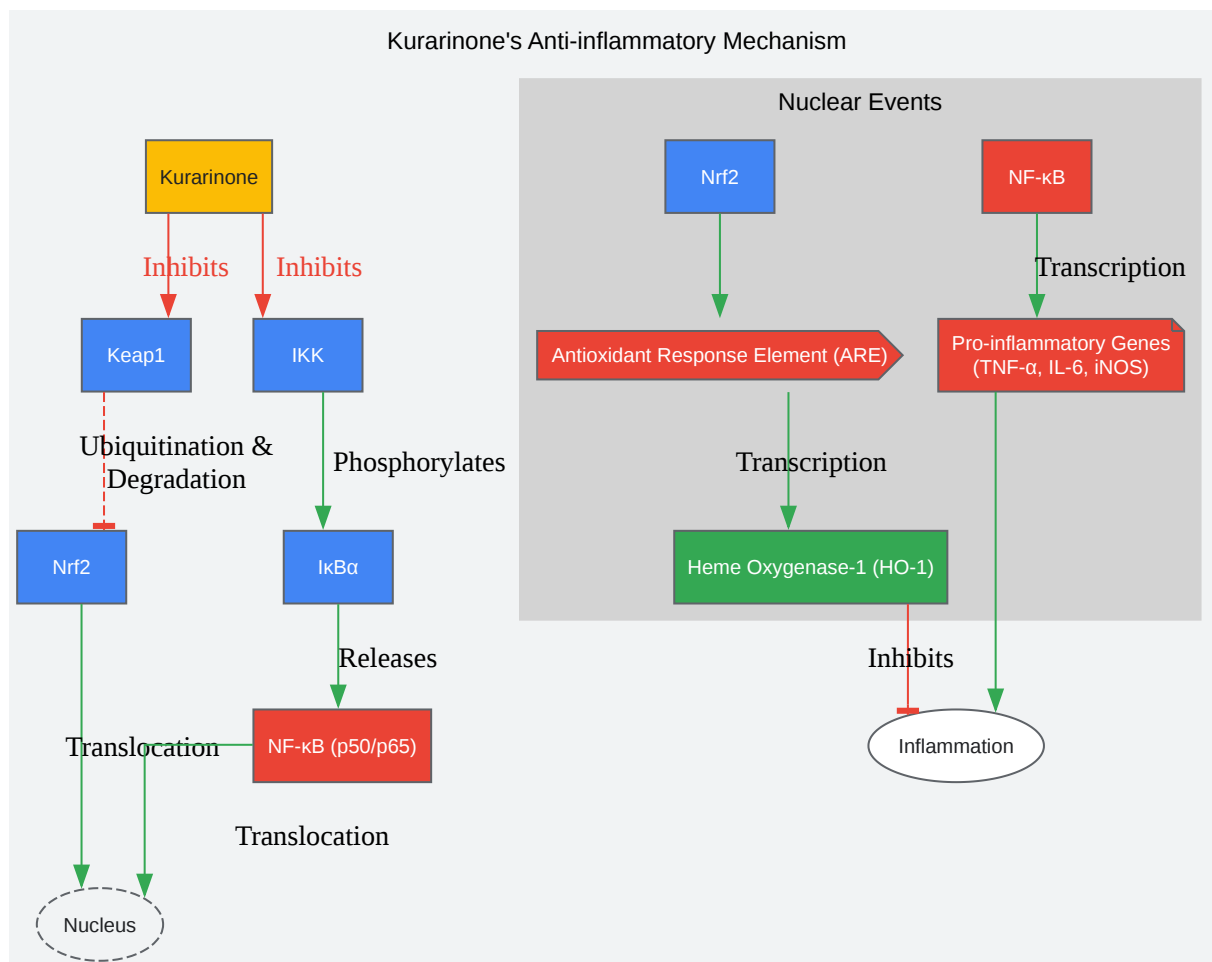 Kurarinone's Anti-inflammatory Mechanism
Nuclear Events
Kurarinone
Nrf2
NF-κB
Inhibits
Inhibits
Transcription
Keap1
IKK
Antioxidant Response Element (ARE)
Pro-inflammatory Genes
(TNF-α, IL-6, iNOS)
Ubiquitination &
Degradation
Phosphorylates
Transcription
Nrf2
IκBα
Heme Oxygenase-1 (HO-1)
Releases
Inhibits
Translocation
NF-κB (p50/p65)
Inflammation
Translocation
Nucleus